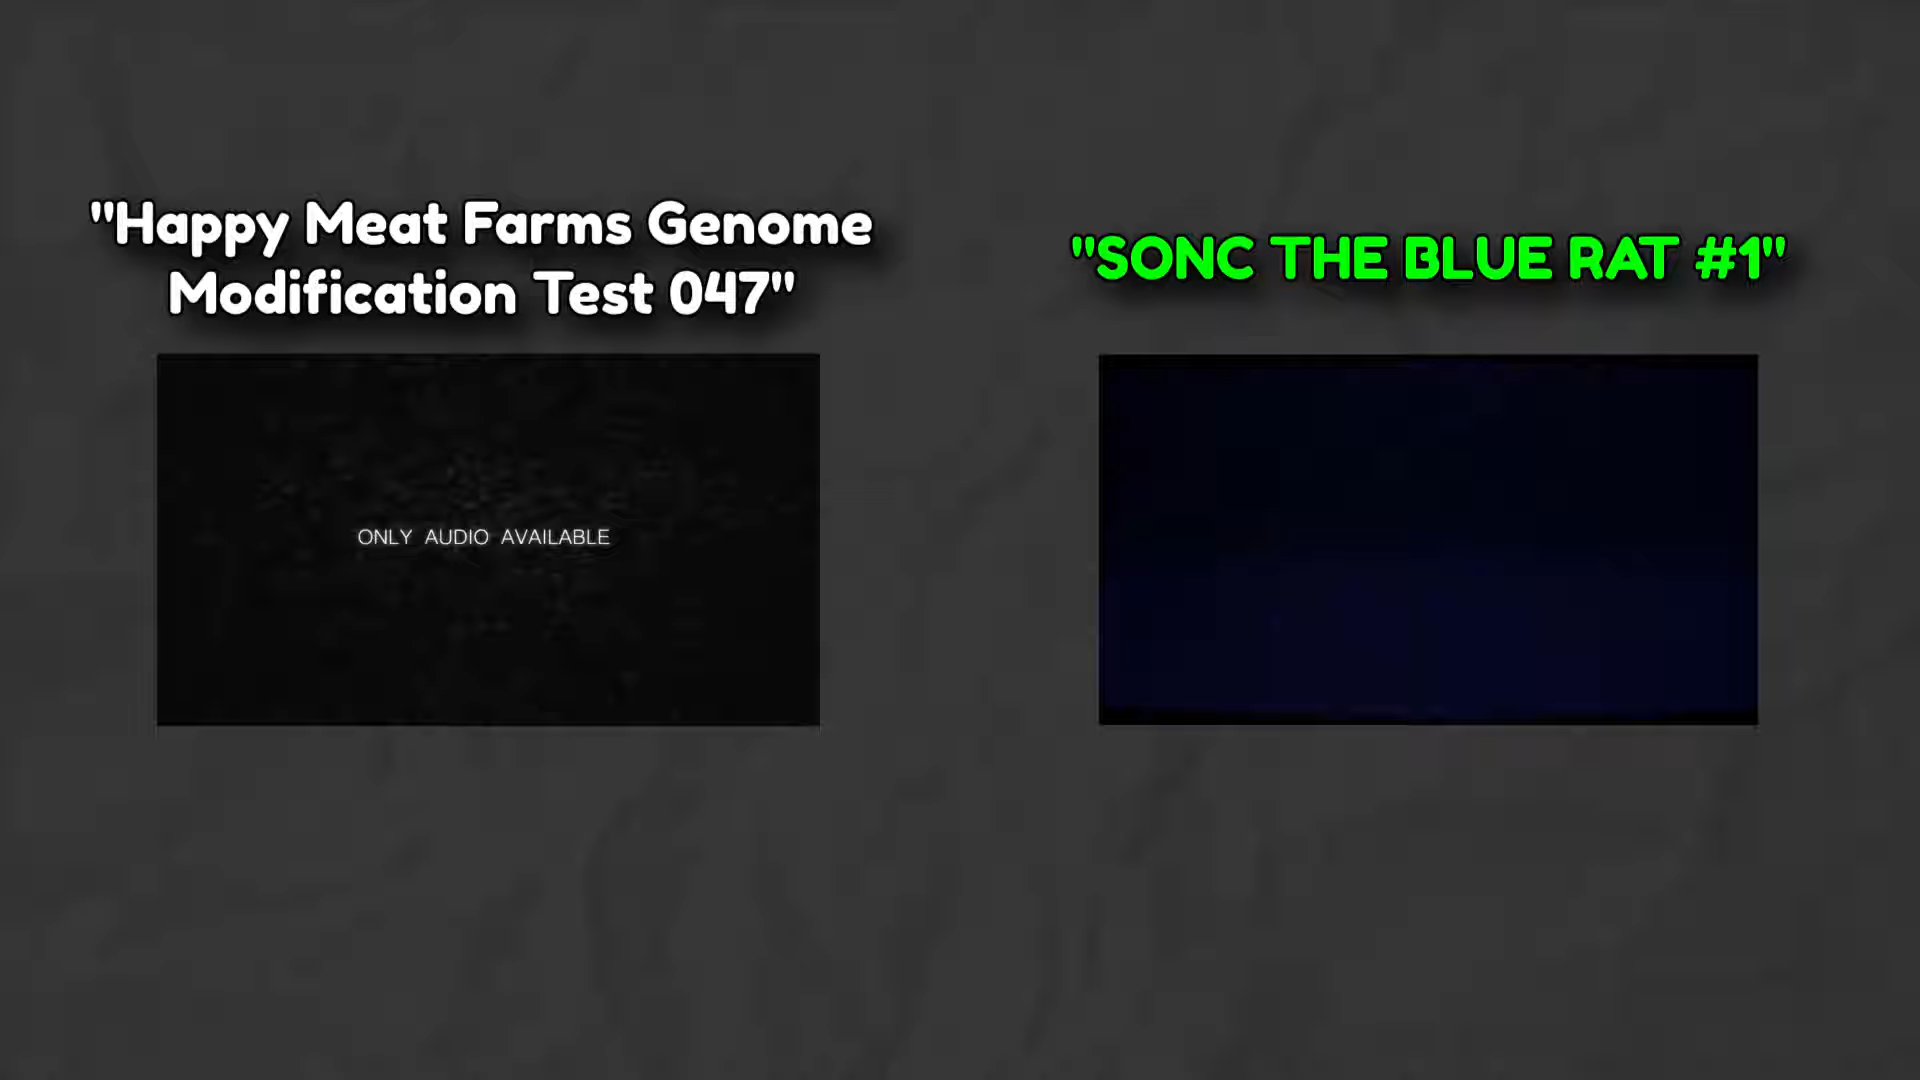 "Happy Meat Farms Genome
Modification Test 047"
ONLY AUDIO AVAILABLE
"SONC THE BLUE RAT #1"